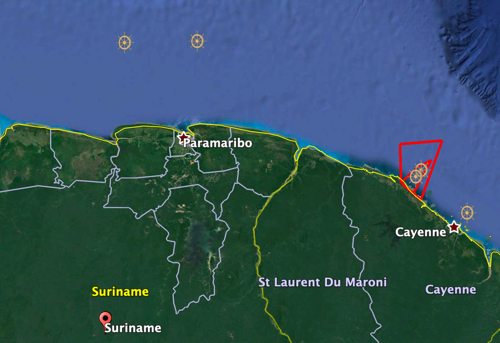 Paramaribo
Cayenne
St Laurent Du Maroni
Suriname
Cayenne
Suriname